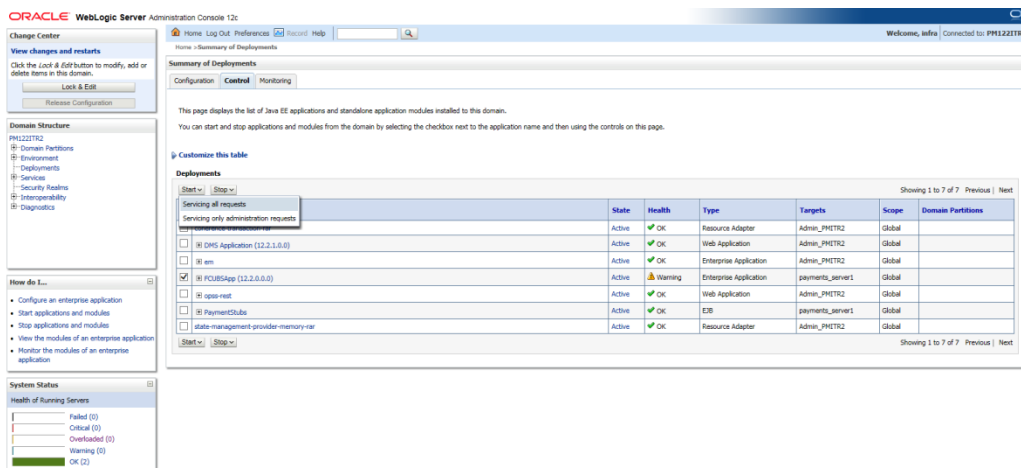 ORACLE WebLogic Server Administration Console 12c
Change Center
View changes and restarts
Click the Lock & Edit button to modify, add or
delete items in this domain.
Lock & Edit
Release Configuration
Domain Structure
PM122ITR2
Domain Partitions
Environment
Deployments
Services
Security Realms
Interoperability
Diagnostics
How do I...
Configure an enterprise application
Start applications and modules
Stop applications and modules
View the modules of an enterprise application
Monitor the modules of an enterprise
application
System Status
Health of Running Servers
Failed (0)
Critical (0)
Overloaded (0)
Warning (0)
OK (2)
Home Log Out Preferences Record Help
Welcome, infra Connected to: PM122ITR
Home >Summary of Deployments
Summary of Deployments
Configuration Control Monitoring
This page displays the list of Java EE applications and standalone application modules installed to this domain.
You can start and stop applications and modules from the domain by selecting the checkbox next to the application name and then using the controls on this page.
Customize this table
Deployments
Start Stop Showing 1 to 7 of 7 Previous | Next
Servicing all requests
Servicing only administration requests
State Health Type Targets Scope Domain Partitions
coherence-transaction-rar Active OK Resource Adapter Admin_PMITR2 Global
DMS Application (12.2.1.0.0) Active OK Web Application Admin_PMITR2 Global
em Active OK Enterprise Application Admin_PMITR2 Global
FCUBSApp (12.2.0.0.0) Active Warning Enterprise Application payments_server1 Global
opss-rest Active OK Web Application Admin_PMITR2 Global
PaymentStubs Active OK EJB payments_server1 Global
state-management-provider-memory-rar Active OK Resource Adapter Admin_PMITR2 Global
Start Stop Showing 1 to 7 of 7 Previous | Next